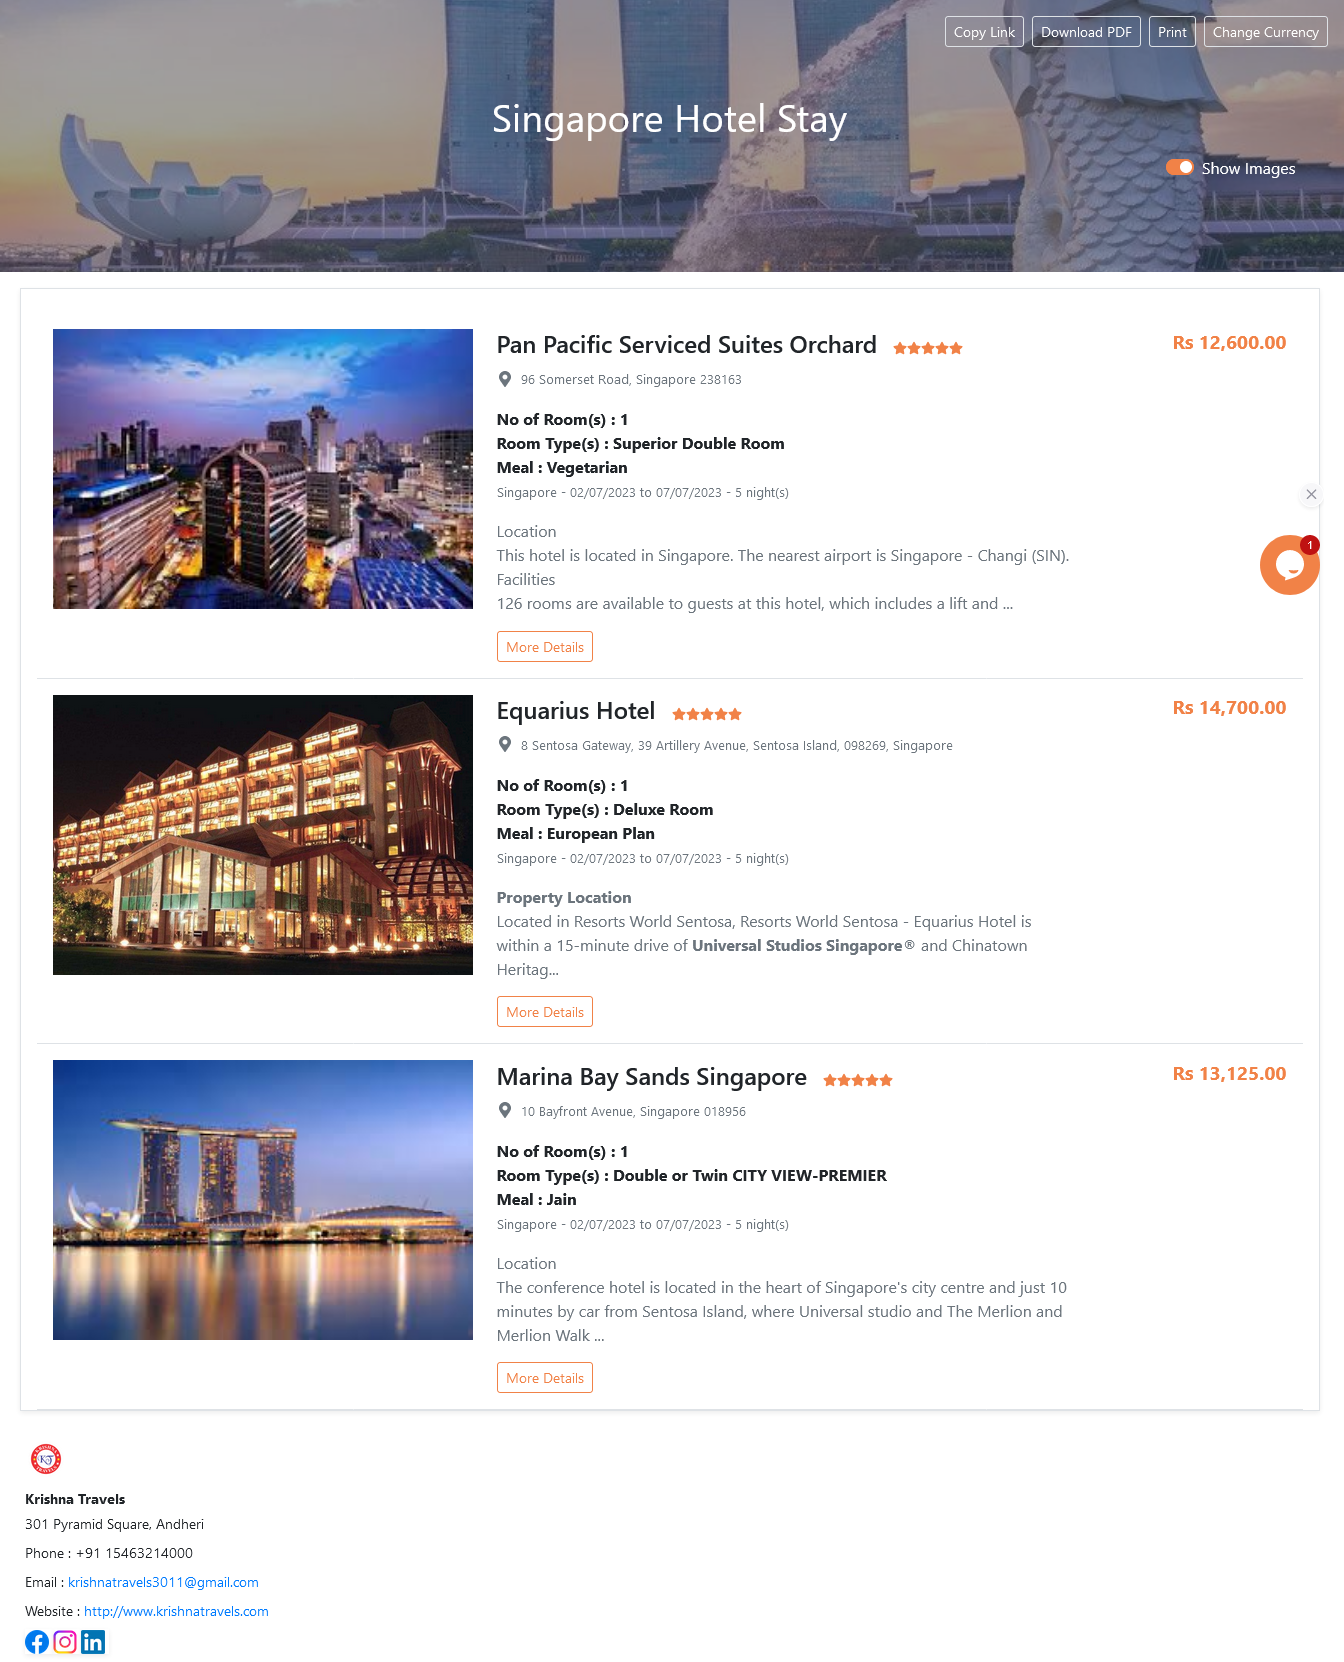 Copy Link
Download PDF
Print
Change Currency
Singapore Hotel Stay
Show Images
Pan Pacific Serviced Suites Orchard
Rs 12,600.00
96 Somerset Road, Singapore 238163
No of Room(s) : 1
Room Type(s) : Superior Double Room
Meal : Vegetarian
Singapore - 02/07/2023 to 07/07/2023 - 5 night(s)
Location
This hotel is located in Singapore. The nearest airport is Singapore - Changi (SIN).
1
Facilities
126 rooms are available to guests at this hotel, which includes a lift and ...
More Details
Equarius Hotel
Rs 14,700.00
8 Sentosa Gateway, 39 Artillery Avenue, Sentosa Island, 098269, Singapore
No of Room(s) : 1
Room Type(s) : Deluxe Room
Meal : European Plan
Singapore - 02/07/2023 to 07/07/2023 - 5 night(s)
Property Location
Located in Resorts World Sentosa, Resorts World Sentosa - Equarius Hotel is
within a 15-minute drive of Universal Studios Singapore® and Chinatown
Heritag...
More Details
Marina Bay Sands Singapore
Rs 13,125.00
10 Bayfront Avenue, Singapore 018956
No of Room(s) : 1
Room Type(s) : Double or Twin CITY VIEW-PREMIER
Meal : Jain
Singapore - 02/07/2023 to 07/07/2023 - 5 night(s)
Location
The conference hotel is located in the heart of Singapore's city centre and just 10
minutes by car from Sentosa Island, where Universal studio and The Merlion and
Merlion Walk ...
More Details
Krishna Travels
301 Pyramid Square, Andheri
Phone : +91 15463214000
Email : krishnatravels3011@gmail.com
Website : http://www.krishnatravels.com